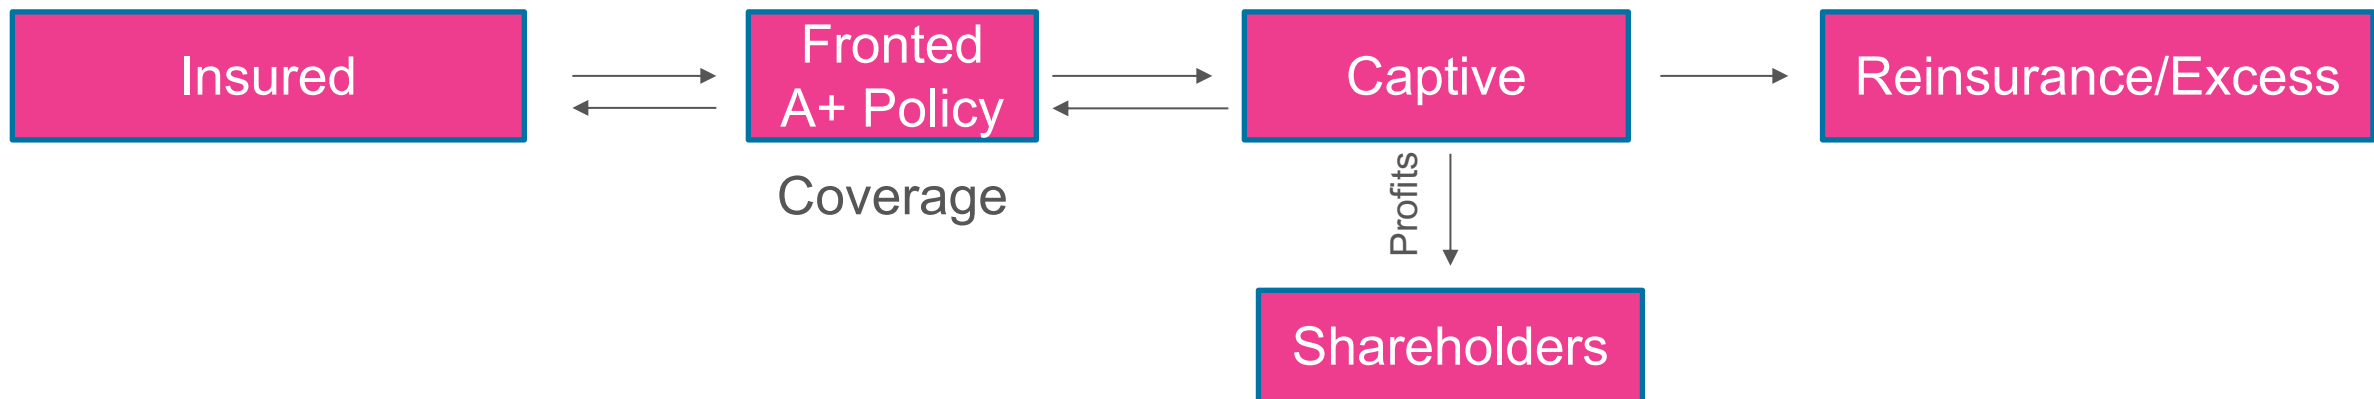 Insured
Fronted
A+ Policy
Captive
Reinsurance/Excess
Coverage
Profits
Shareholders